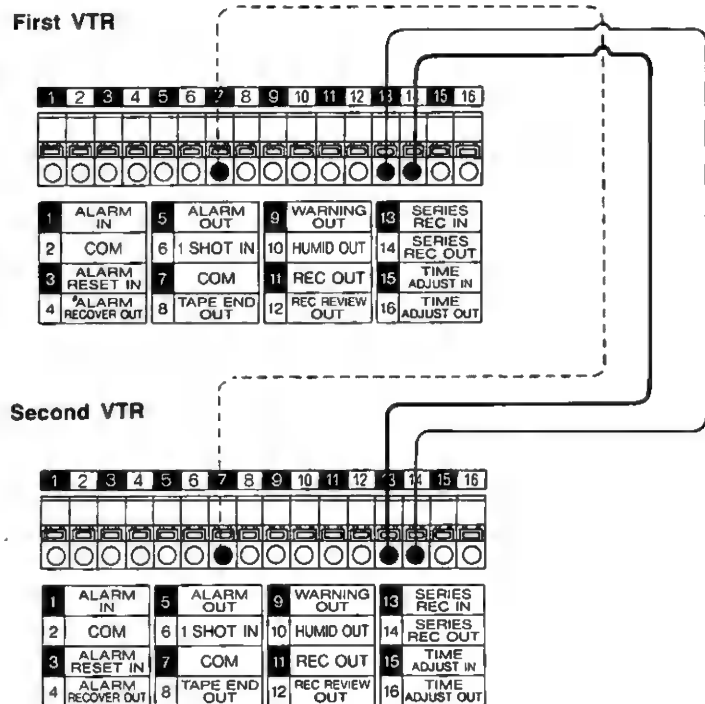 First VTR
1 2 3 4 5 6 7 8 9 10 11 12 13 14 15 16
1 ALARM IN 5 ALARM OUT 9 WARNING OUT 13 SERIES REC IN
2 COM 6 1 SHOT IN 10 HUMID OUT 14 SERIES REC OUT
3 ALARM RESET IN 7 COM 11 REC OUT 15 TIME ADJUST IN
4 ALARM RECOVER OUT 8 TAPE END OUT 12 REC REVIEW OUT 16 TIME ADJUST OUT
Second VTR
1 2 3 4 5 6 7 8 9 10 11 12 13 14 15 16
1 ALARM IN 5 ALARM OUT 9 WARNING OUT 13 SERIES REC IN
2 COM 6 1 SHOT IN 10 HUMID OUT 14 SERIES REC OUT
3 ALARM RESET IN 7 COM 11 REC OUT 15 TIME ADJUST IN
4 ALARM RECOVER OUT 8 TAPE END OUT 12 REC REVIEW OUT 16 TIME ADJUST OUT